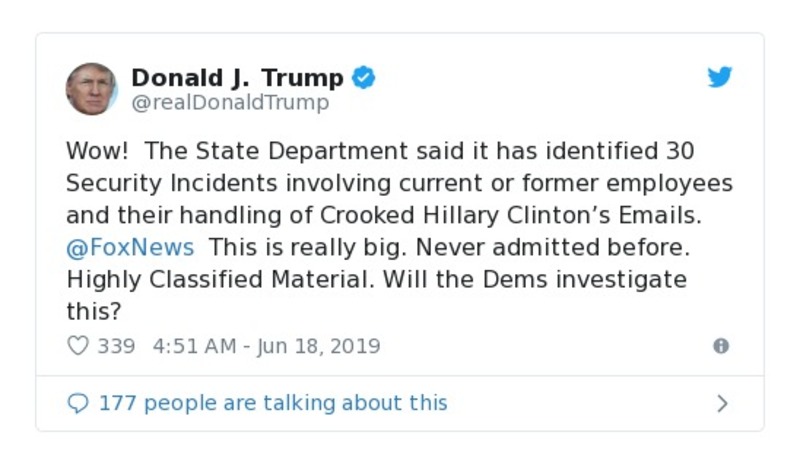 Donald J. Trump
@realDonaldTrump
Wow!  The State Department said it has identified 30
Security Incidents involving current or former employees
and their handling of Crooked Hillary Clinton’s Emails.
@FoxNews  This is really big. Never admitted before.
Highly Classified Material. Will the Dems investigate
this?
339 4:51 AM - Jun 18, 2019
177 people are talking about this